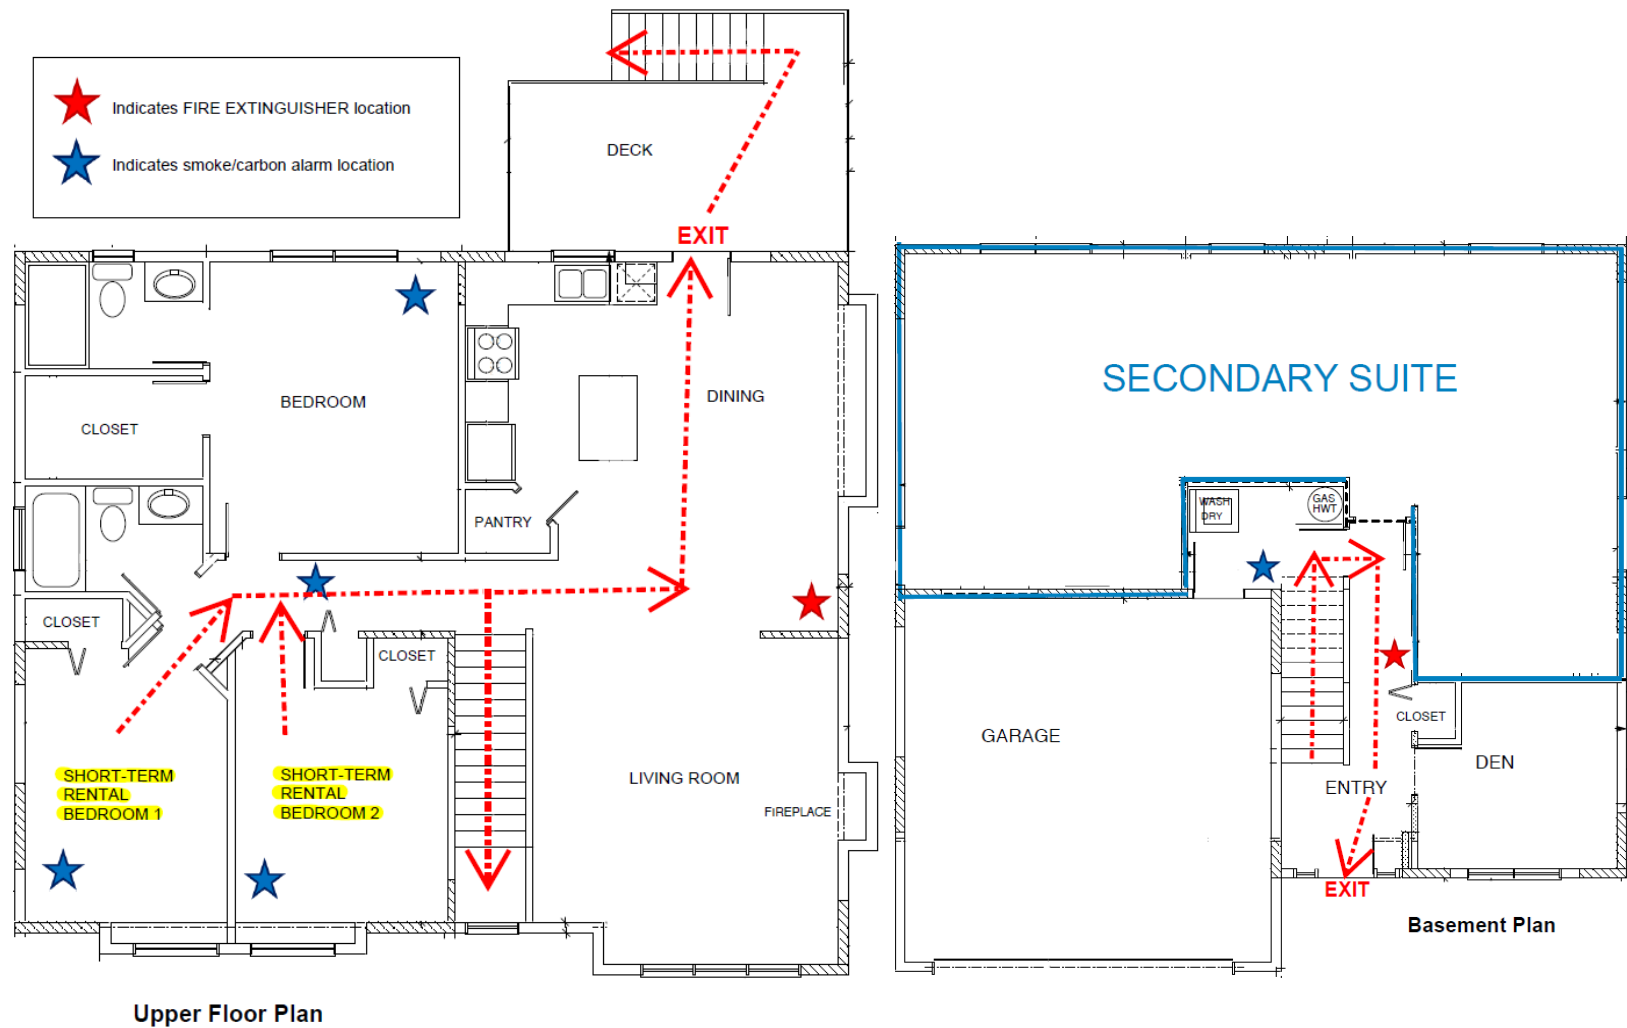 Indicates FIRE EXTINGUISHER location
Indicates smoke/carbon alarm location
DECK
EXIT
BEDROOM
DINING
CLOSET
PANTRY
CLOSET
CLOSET
SHORT-TERM
RENTAL
BEDROOM 1
SHORT-TERM
RENTAL
BEDROOM 2
LIVING ROOM
FIREPLACE
Upper Floor Plan
SECONDARY SUITE
WASH
DRY
GAS
HWT
CLOSET
GARAGE
DEN
ENTRY
EXIT
Basement Plan